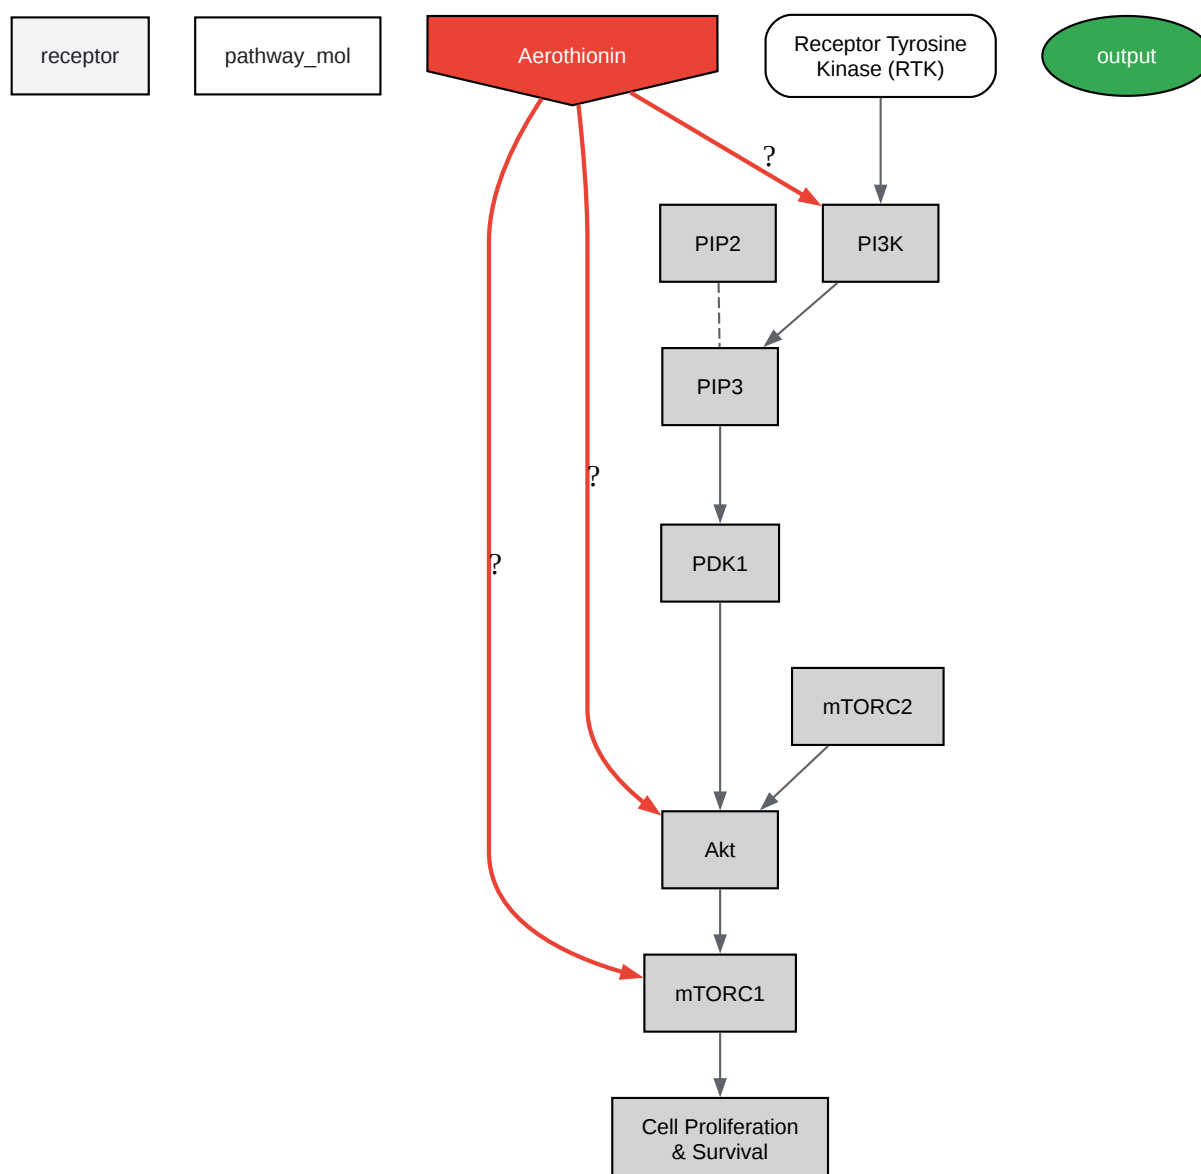 receptor
pathway_mol
Aerothionin
Receptor Tyrosine
Kinase (RTK)
output
?
PIP2
PI3K
PIP3
?
?
PDK1
mTORC2
Akt
mTORC1
Cell Proliferation
& Survival